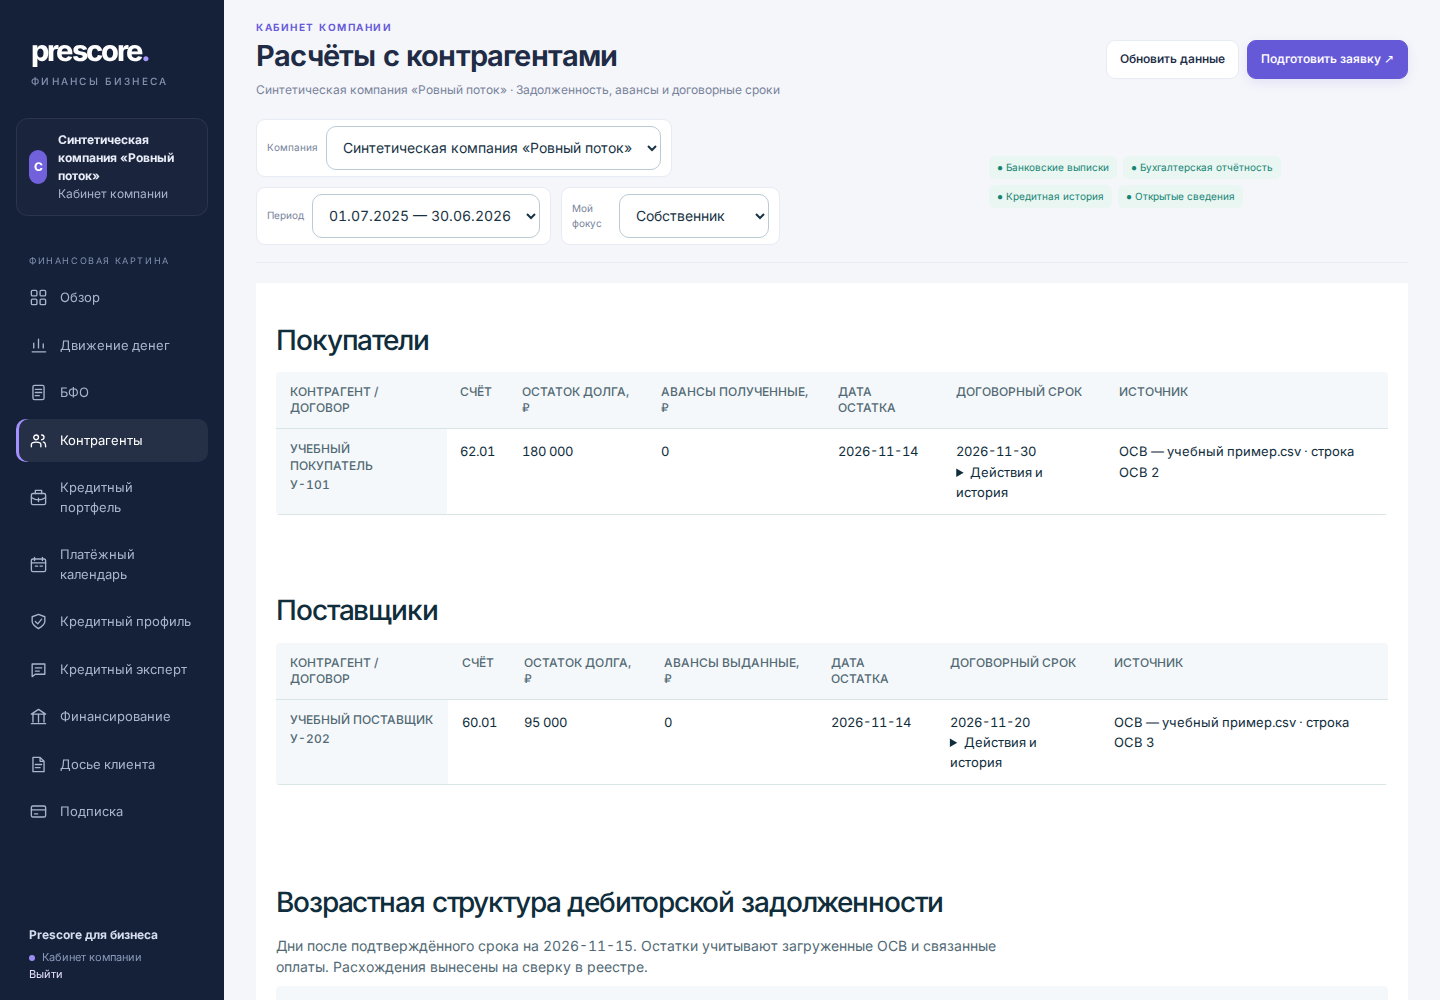 prescore.
ФИНАНСЫ БИЗНЕСА
С
Синтетическая
компания «Ровный
поток»
Кабинет компании
ФИНАНСОВАЯ КАРТИНА
Обзор
Движение денег
БФО
Контрагенты
Кредитный
портфель
Платёжный
календарь
Кредитный профиль
Кредитный эксперт
Финансирование
Досье клиента
Подписка
Prescore для бизнеса
Кабинет компании
Выйти
КАБИНЕТ КОМПАНИИ
Расчёты с контрагентами
Синтетическая компания «Ровный поток» · Задолженность, авансы и договорные сроки
Обновить данные
Подготовить заявку ↗
Компания
Синтетическая компания «Ровный поток»
Период
01.07.2025 — 30.06.2026
Мой
фокус
Собственник
● Банковские выписки
● Бухгалтерская отчётность
● Кредитная история
● Открытые сведения
Покупатели
КОНТРАГЕНТ /
ДОГОВОР
СЧЁТ
ОСТАТОК ДОЛГА,
₽
АВАНСЫ ПОЛУЧЕННЫЕ,
₽
ДАТА
ОСТАТКА
ДОГОВОРНЫЙ СРОК
ИСТОЧНИК
УЧЕБНЫЙ
ПОКУПАТЕЛЬ
У-101
62.01
180 000
0
2026-11-14
2026-11-30
▶ Действия и
история
ОСВ — учебный пример.csv · строка
ОСВ 2
Поставщики
КОНТРАГЕНТ /
ДОГОВОР
СЧЁТ
ОСТАТОК ДОЛГА,
₽
АВАНСЫ ВЫДАННЫЕ,
₽
ДАТА
ОСТАТКА
ДОГОВОРНЫЙ СРОК
ИСТОЧНИК
УЧЕБНЫЙ ПОСТАВЩИК
У-202
60.01
95 000
0
2026-11-14
2026-11-20
▶ Действия и
история
ОСВ — учебный пример.csv · строка
ОСВ 3
Возрастная структура дебиторской задолженности
Дни после подтверждённого срока на 2026-11-15. Остатки учитывают загруженные ОСВ и связанные
оплаты. Расхождения вынесены на сверку в реестре.